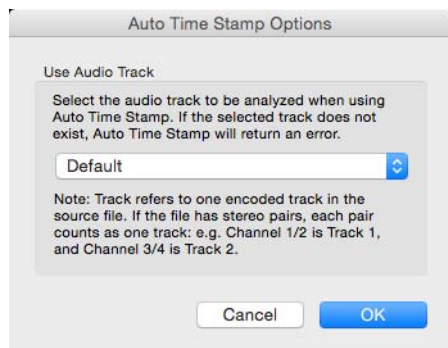 Auto Time Stamp Options
Use Audio Track
Select the audio track to be analyzed when using
Auto Time Stamp. If the selected track does not
exist, Auto Time Stamp will return an error.
Default
Note: Track refers to one encoded track in the
source file. If the file has stereo pairs, each pair
counts as one track: e.g. Channel 1/2 is Track 1,
and Channel 3/4 is Track 2.
Cancel OK